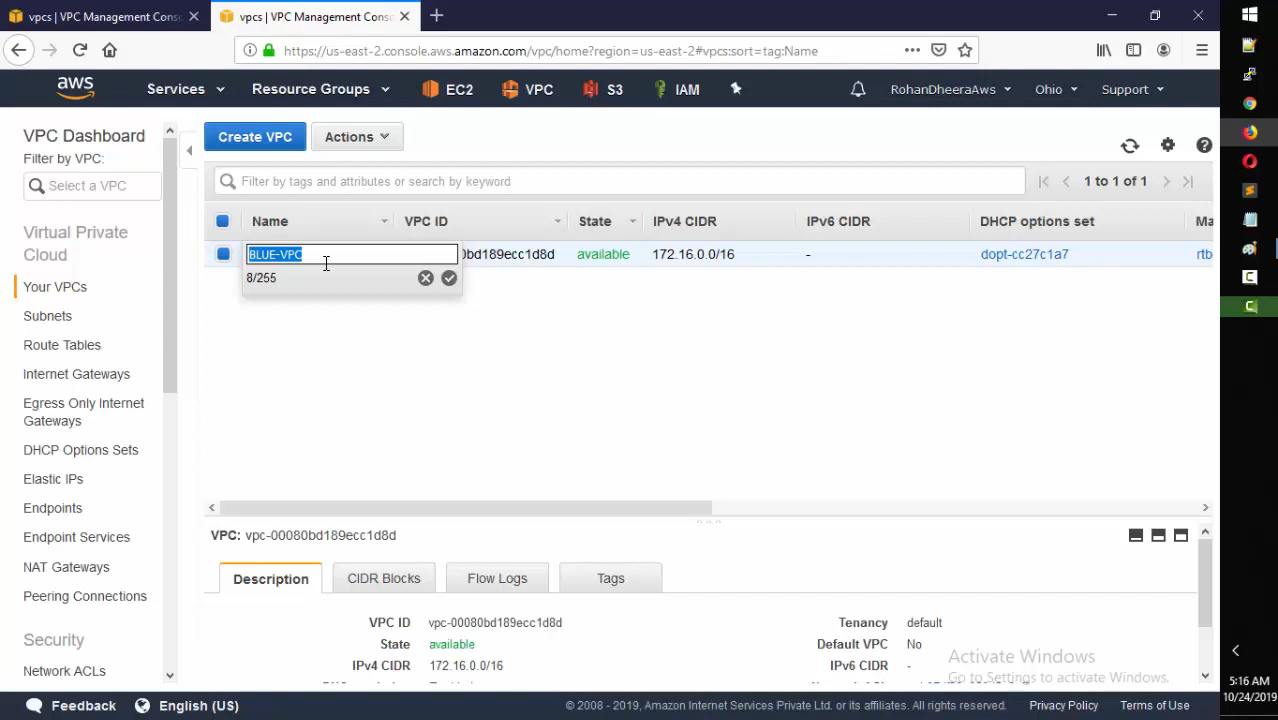 vpcs | VPC Management Conso
vpcs | VPC Management Conso
https://us-east-2.console.aws.amazon.com/vpc/home?region=us-east-2#vpcs:sort=tag:Name
aws Services Resource Groups EC2 VPC S3 IAM RohanDheeraAws Ohio Support
VPC Dashboard
Filter by VPC:
Select a VPC
Virtual Private
Cloud
Your VPCs
Subnets
Route Tables
Internet Gateways
Egress Only Internet
Gateways
DHCP Options Sets
Elastic IPs
Endpoints
Endpoint Services
NAT Gateways
Peering Connections
Security
Network ACLs
Create VPC Actions
Filter by tags and attributes or search by keyword 1 to 1 of 1
Name VPC ID State IPv4 CIDR IPv6 CIDR DHCP options set Ma
BLUE-VPC 0bd189ecc1d8d available 172.16.0.0/16 - dopt-cc27c1a7 rtb
8/255
VPC: vpc-00080bd189ecc1d8d
Description CIDR Blocks Flow Logs Tags
VPC ID vpc-00080bd189ecc1d8d Tenancy default
State available Default VPC No
IPv4 CIDR 172.16.0.0/16 IPv6 CIDR -
Activate Windows
Go to Settings to activate Windows.
Feedback English (US) © 2008 - 2019, Amazon Internet Services Private Ltd. or its affiliates. All rights reserved. Privacy Policy Terms of Use
5:16 AM
10/24/2019